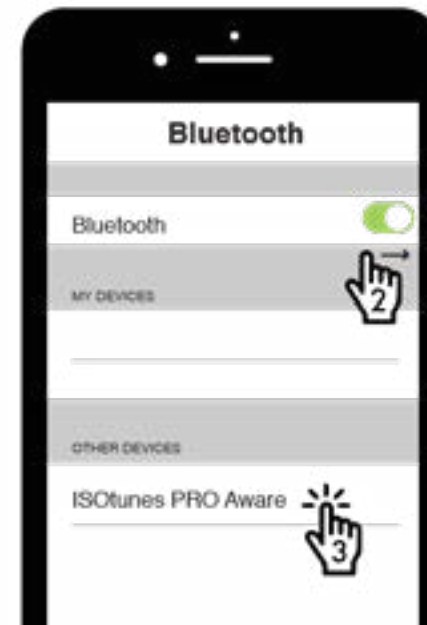 Bluetooth
Bluetooth
2
MY DEVICES
OTHER DEVICES
ISOtunes PRO Aware
3